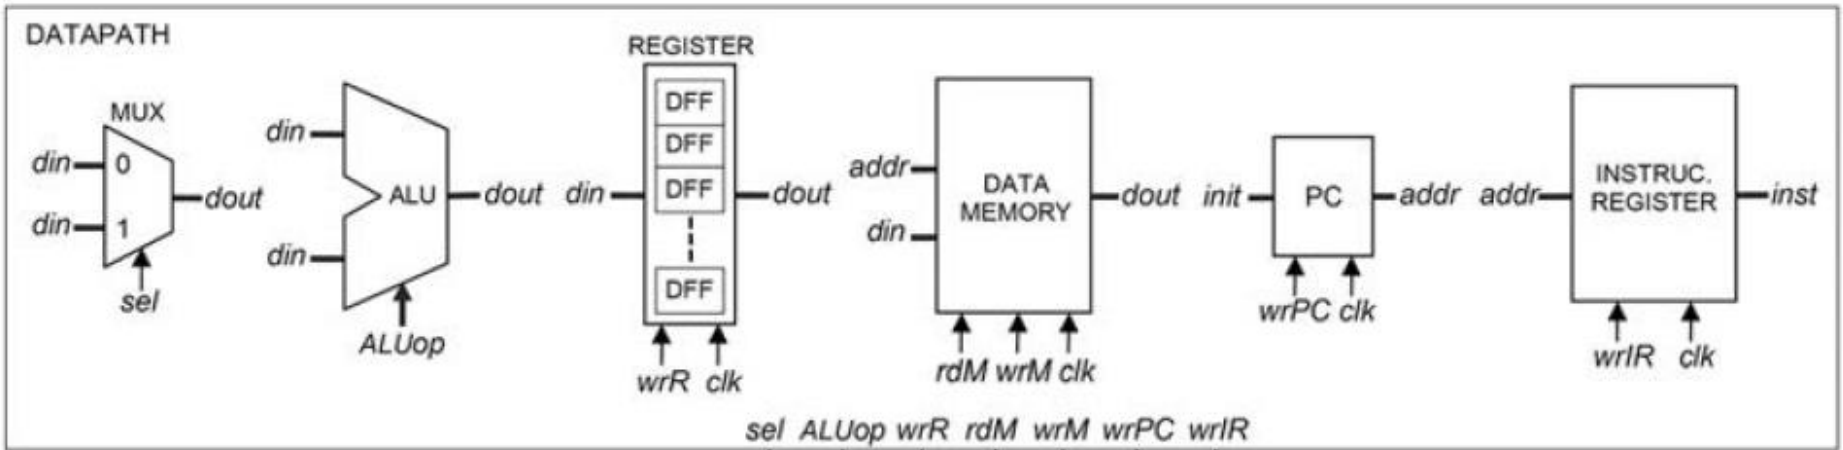 DATAPATH
MUX
din
0
din
1
dout
sel
din
din
ALU
dout
ALUop
REGISTER
DFF
DFF
DFF
DFF
din
dout
wrR clk
addr
din
DATA
MEMORY
dout
rdM wrM clk
init
PC
addr
wrPC clk
addr
INSTRUC.
REGISTER
inst
wrIR clk
sel ALUop wrR rdM wrM wrPC wrIR